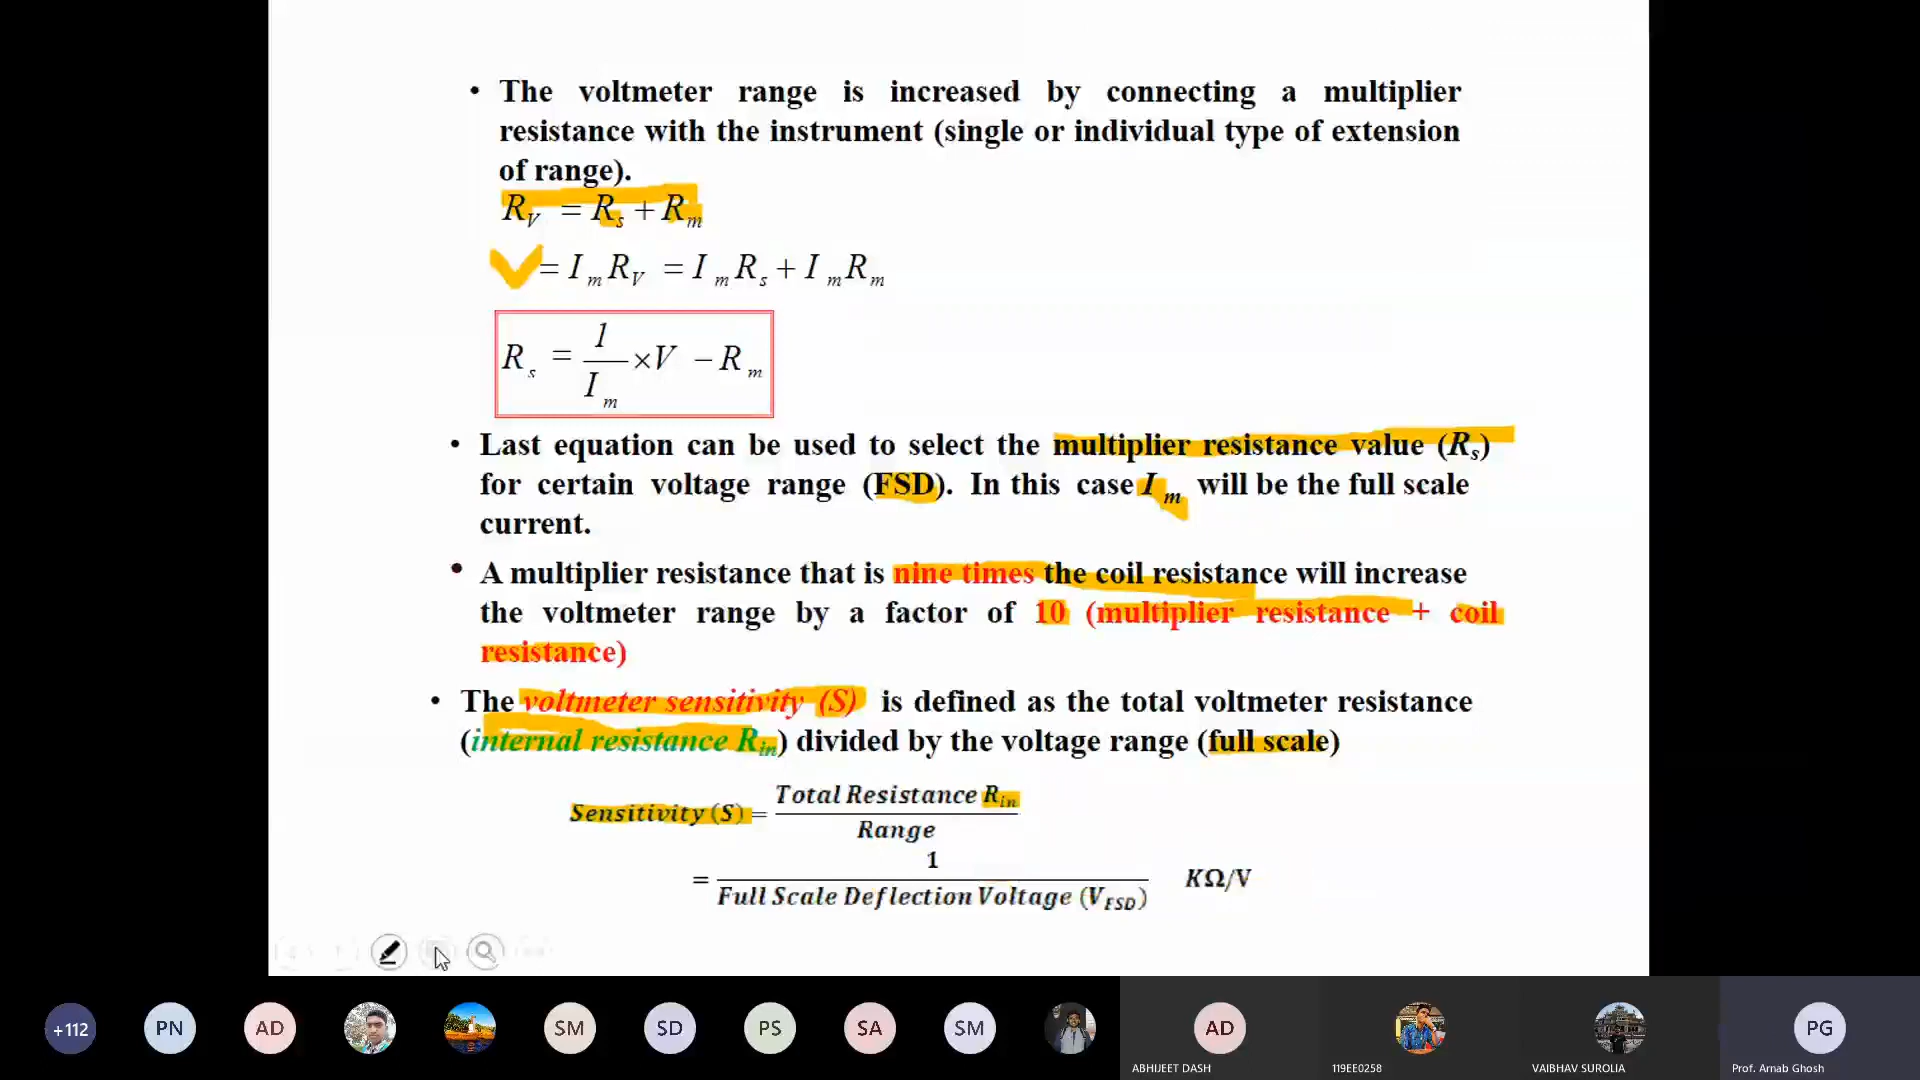 • The voltmeter range is increased by connecting a multiplier
resistance with the instrument (single or individual type of extension
of range).
R_V = R_s + R_m
V = I_m R_V = I_m R_s + I_m R_m
R_s = 1/I_m × V − R_m
• Last equation can be used to select the multiplier resistance value (R_s)
for certain voltage range (FSD). In this case I_m will be the full scale
current.
• A multiplier resistance that is nine times the coil resistance will increase
the voltmeter range by a factor of 10 (multiplier resistance + coil
resistance)
• The voltmeter sensitivity (S) is defined as the total voltmeter resistance
(internal resistance R_in) divided by the voltage range (full scale)
Sensitivity (S) = Total Resistance R_in / Range
= 1 / Full Scale Deflection Voltage (V_FSD) KΩ/V
+112 PN AD SM SD PS SA SM AD PG
ABHIJEET DASH 119EE0258 VAIBHAV SUROLIA Prof. Arnab Ghosh